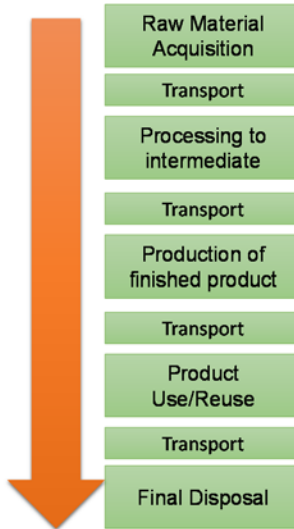 Raw Material
Acquisition
Transport
Processing to
intermediate
Transport
Production of
finished product
Transport
Product
Use/Reuse
Transport
Final Disposal